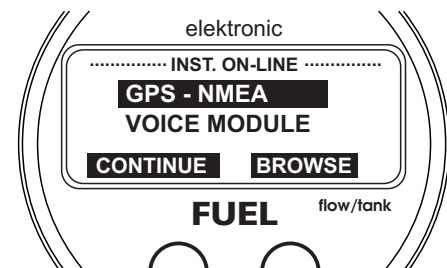 elektronic
INST. ON-LINE
GPS - NMEA
VOICE MODULE
CONTINUE BROWSE
FUEL flow/tank